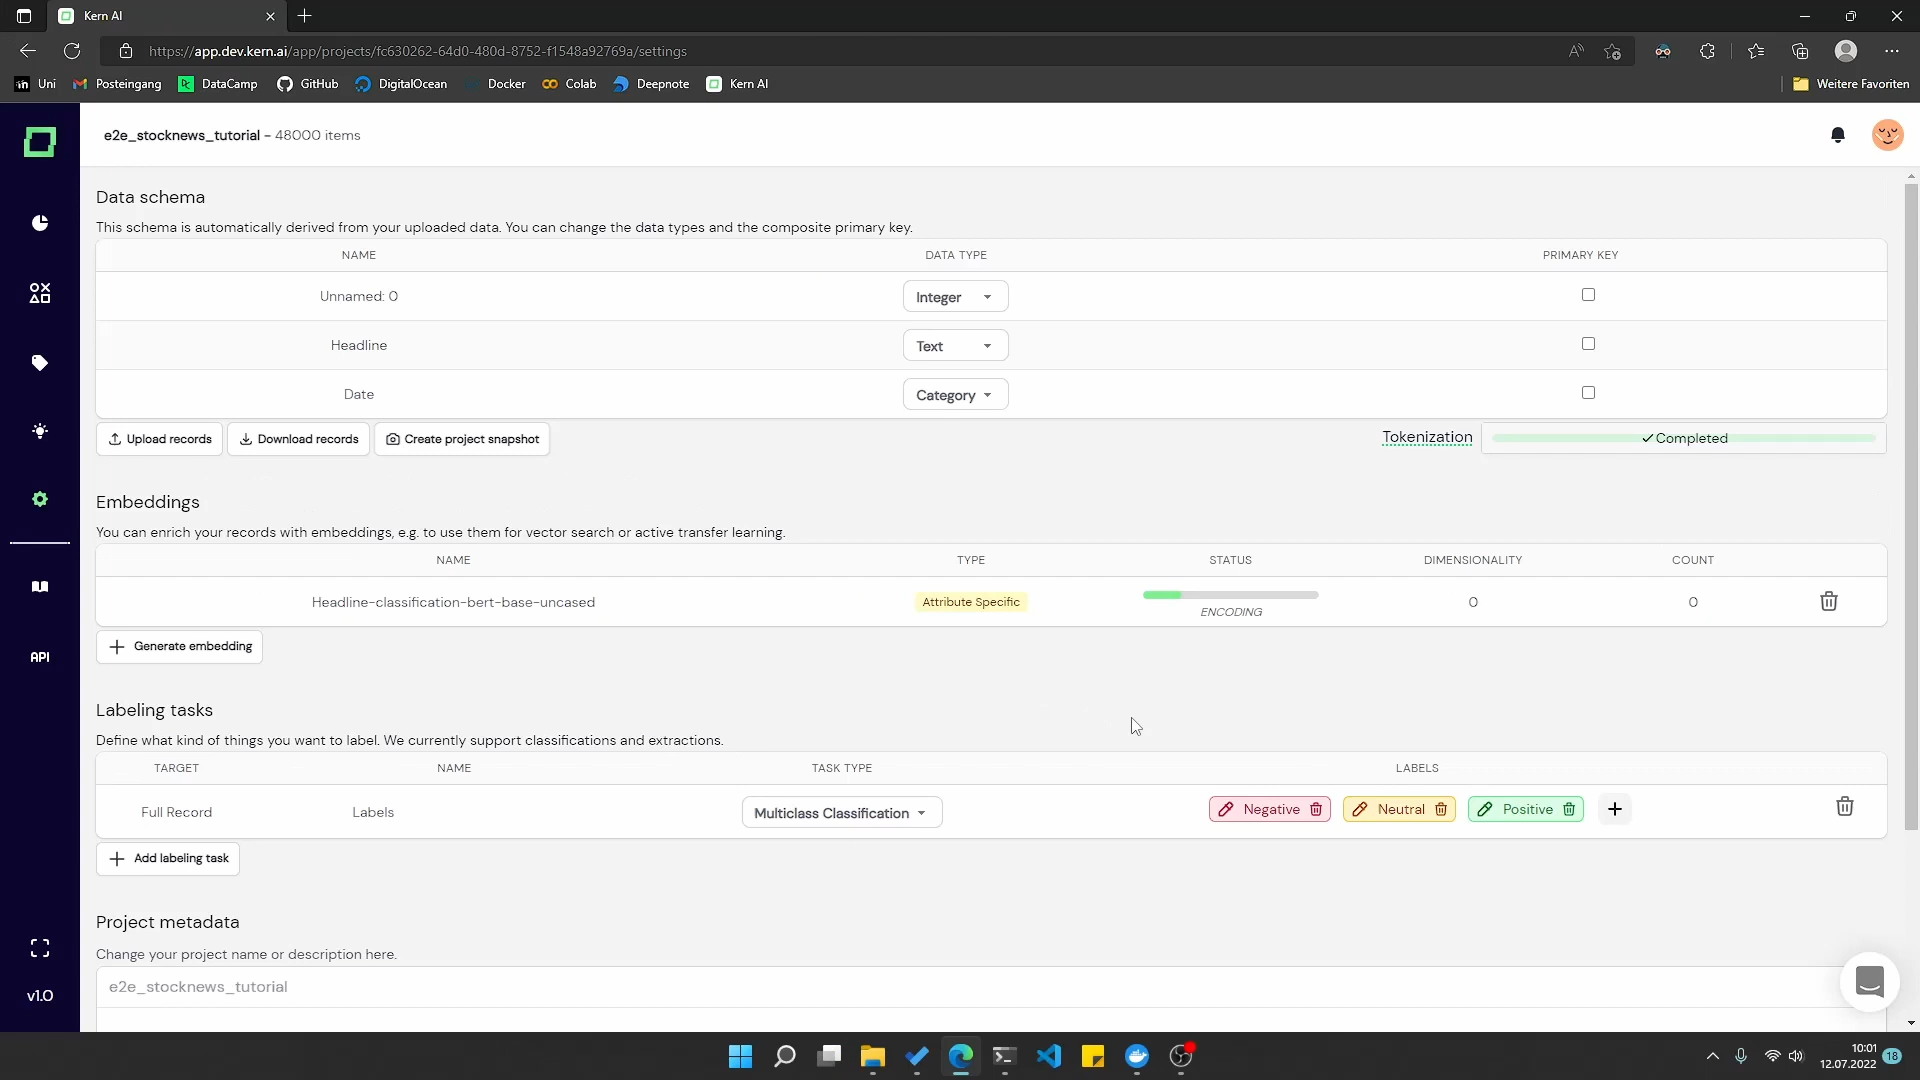 Kern AI
https://app.dev.kern.ai/app/projects/fc630262-64d0-480d-8752-f1548a92769a/settings
Uni Posteingang DataCamp GitHub DigitalOcean Docker Colab Deepnote Kern AI Weitere Favoriten
e2e_stocknews_tutorial - 48000 items
Data schema
This schema is automatically derived from your uploaded data. You can change the data types and the composite primary key.
NAME DATA TYPE PRIMARY KEY
Unnamed: 0 Integer
Headline Text
Date Category
Upload records Download records Create project snapshot Tokenization Completed
Embeddings
You can enrich your records with embeddings, e.g. to use them for vector search or active transfer learning.
NAME TYPE STATUS DIMENSIONALITY COUNT
Headline-classification-bert-base-uncased Attribute Specific ENCODING 0 0
Generate embedding
API
Labeling tasks
Define what kind of things you want to label. We currently support classifications and extractions.
TARGET NAME TASK TYPE LABELS
Full Record Labels Multiclass Classification Negative Neutral Positive
Add labeling task
Project metadata
Change your project name or description here.
e2e_stocknews_tutorial
v1.0
10:01
12.07.2022 18